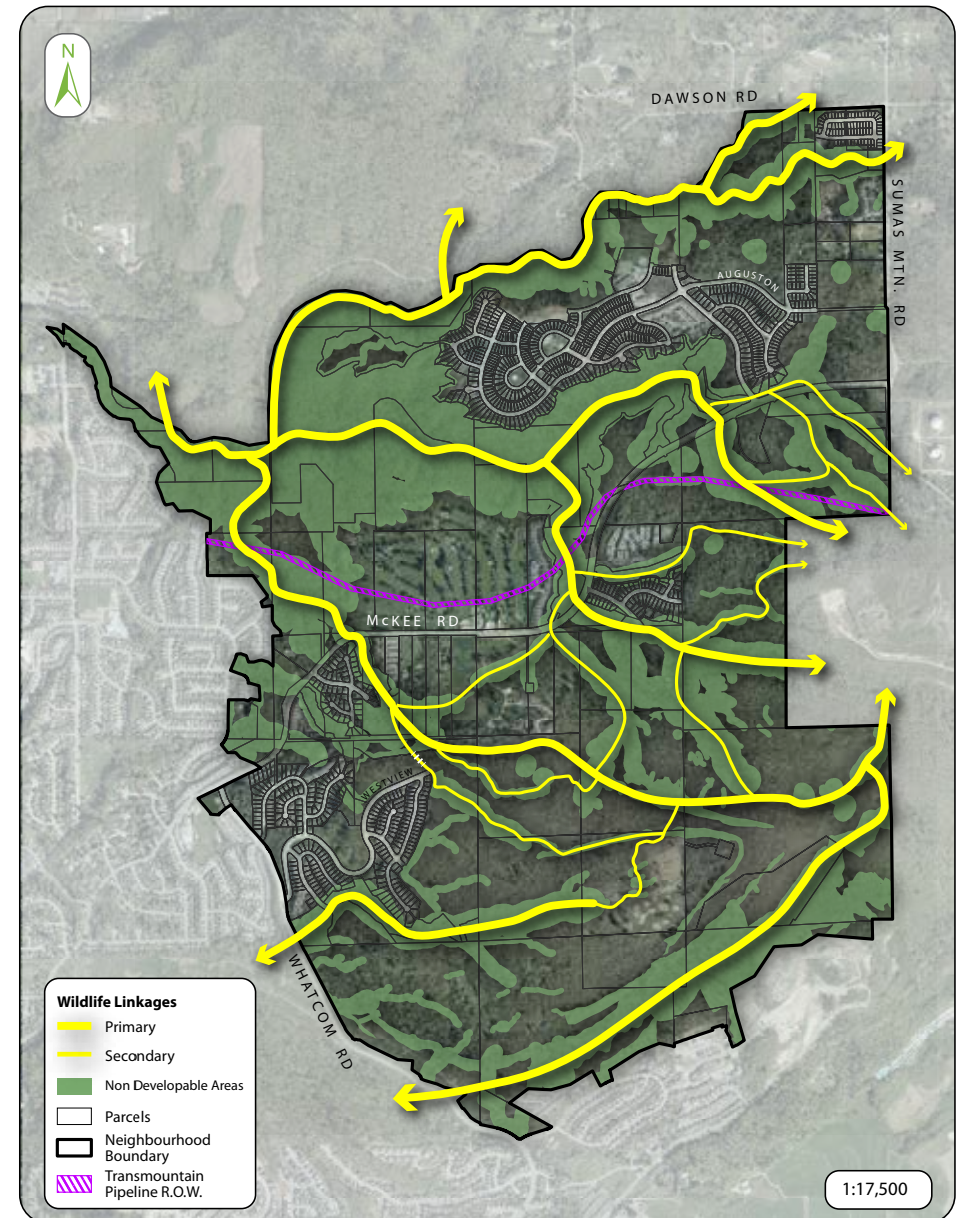 N
DAWSON RD
SUMAS MTN. RD
AUGUSTON
McKEE RD
WESTVIEW
WHATCOM RD
Wildlife Linkages
Primary
Secondary
Non Developable Areas
Parcels
Neighbourhood
Boundary
Transmountain
Pipeline R.O.W.
1:17,500